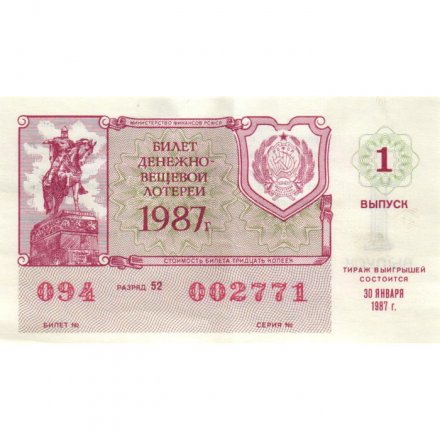 МИНИСТЕРСТВО ФИНАНСОВ РСФСР
БИЛЕТ
ДЕНЕЖНО-
ВЕЩЕВОЙ
ЛОТЕРЕИ
1987 г.
СТОИМОСТЬ БИЛЕТА ТРИДЦАТЬ КОПЕЕК
094 РАЗРЯД 52 002771
БИЛЕТ № СЕРИЯ №
1
ВЫПУСК
ТИРАЖ ВЫИГРЫШЕЙ
СОСТОИТСЯ
30 ЯНВАРЯ
1987 г.